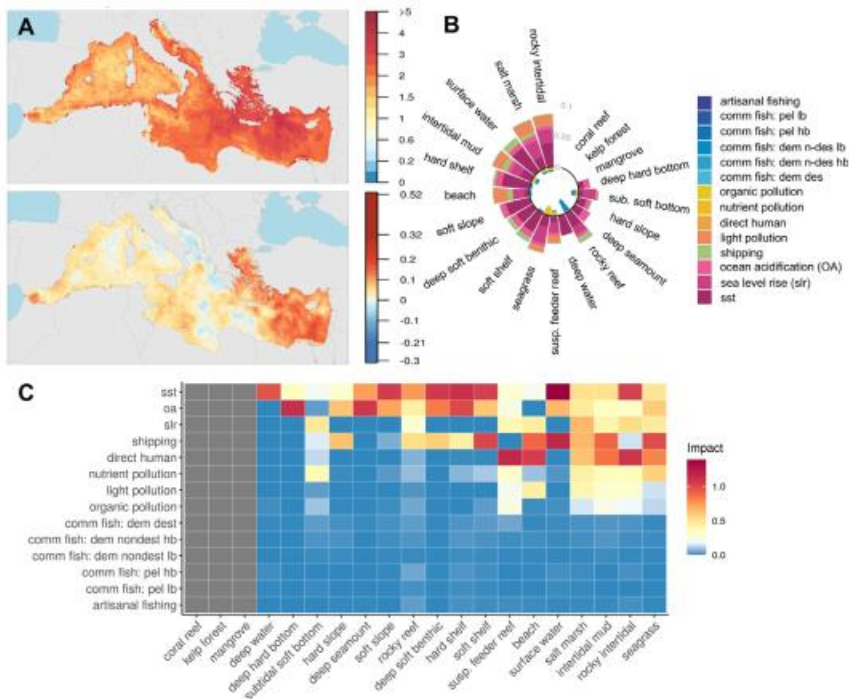 A
>5
4
3
2
1.5
1
0.6
0.2
0
0.52
0.32
0.2
0.1
0
-0.1
-0.21
-0.3
B
rocky intertidal
salt marsh
surface water
intertidal mud
hard shelf
beach
soft slope
deep soft benthic
soft shelf
seagrass
susp. feeder reef
deep water
rocky reef
deep seamount
hard slope
sub. soft bottom
deep hard bottom
mangrove
kelp forest
coral reef
0.1
artisanal fishing
comm fish: pel lb
comm fish: pel hb
comm fish: dem n-des lb
comm fish: dem n-des hb
comm fish: dem des
organic pollution
nutrient pollution
direct human
light pollution
shipping
ocean acidification (OA)
sea level rise (slr)
sst
C
sst
oa
slr
shipping
direct human
nutrient pollution
light pollution
organic pollution
comm fish: dem dest
comm fish: dem nondest hb
comm fish: dem nondest lb
comm fish: pel hb
comm fish: pel lb
artisanal fishing
coral reef
kelp forest
mangrove
deep water
deep hard bottom
subtidal soft bottom
hard slope
deep seamount
soft slope
rocky reef
deep soft benthic
hard shelf
soft shelf
susp. feeder reef
beach
surface water
salt marsh
intertidal mud
rocky intertidal
seagrass
Impact
1.0
0.5
0.0